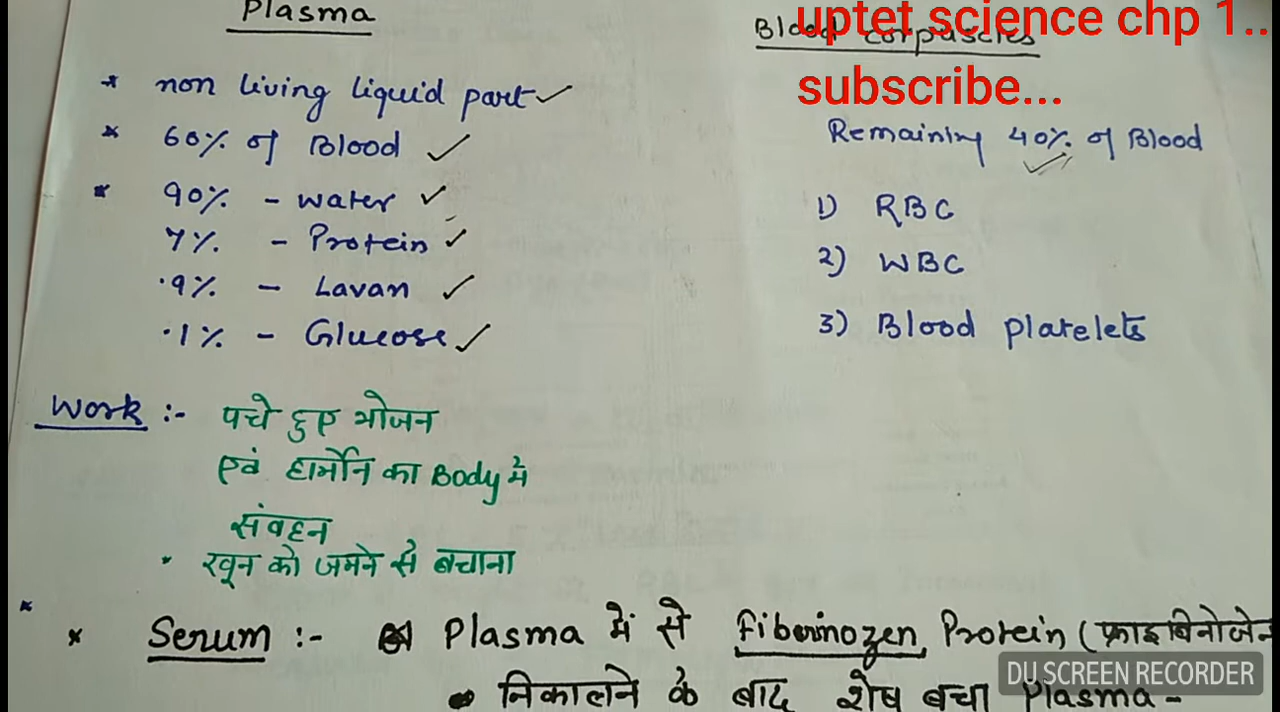 Plasma
* non living liquid part ✓
* 60% of Blood ✓
* 90% - water ✓
7% - Protein ✓
.9% - Lavan ✓
.1% - Glucose ✓
Work :- पचे हुए भोजन
एवं हार्मोन का Body में
संवहन
• खून को जमने से बचाना
uptet science chp 1..
Blood corpuscles
subscribe...
Remaining 40% of Blood
1) RBC
2) WBC
3) Blood platelets
* Serum :- Plasma में से Fiberinozen Protein (फ्राइबिनोजेन
निकालने के बाद शेष बचा Plasma -
DU SCREEN RECORDER